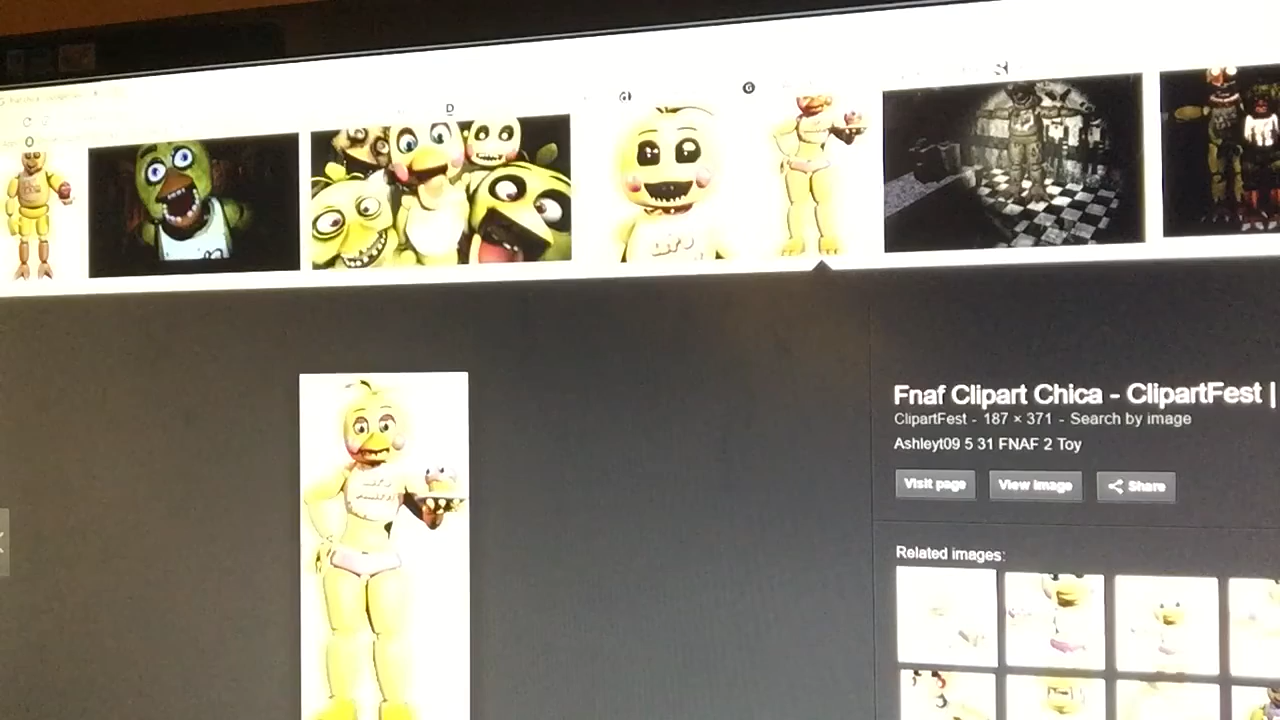 Fnaf Clipart Chica - ClipartFest |
ClipartFest - 187 × 371 - Search by image
Ashleyt09 5 31 FNAF 2 Toy
Visit page
View image
Share
Related images: